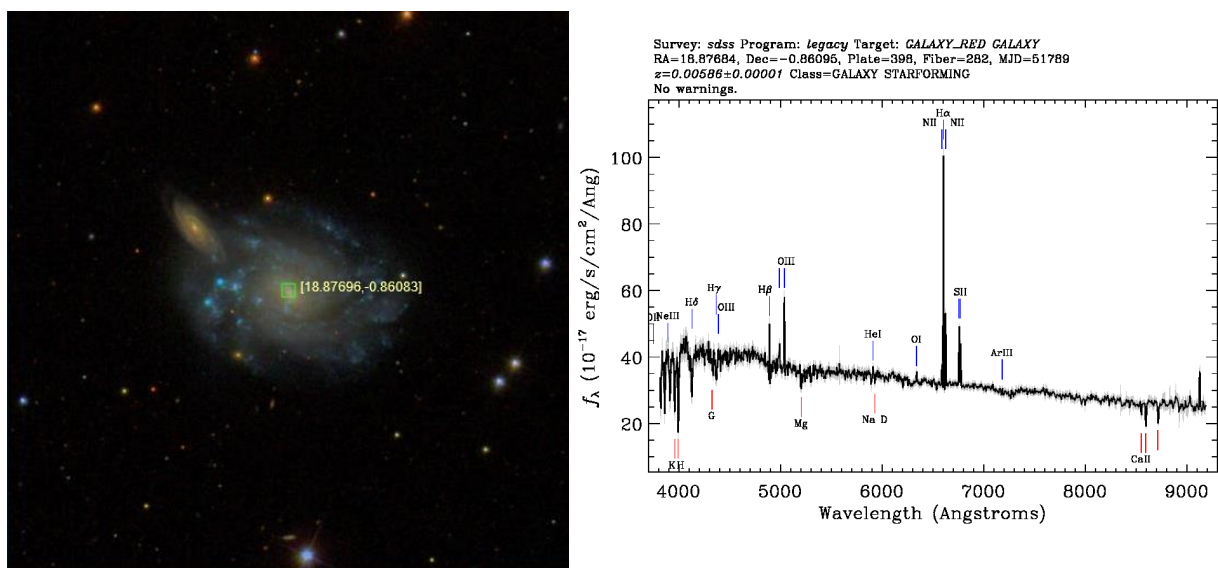 [18.87696,-0.86083]
Survey: sdss Program: legacy Target: GALAXY_RED GALAXY
RA=18.87684, Dec=−0.86095, Plate=398, Fiber=282, MJD=51789
z=0.00586±0.00001 Class=GALAXY STARFORMING
No warnings.
Hα
NII NII
100
80
OIII
Hγ
Hβ
60
SII
Hδ
NeIII
OIII
HeI
OI
ArIII
40
G
Mg
Na D
20
K H
CaII
4000 5000 6000 7000 8000 9000
Wavelength (Angstroms)
fλ (10⁻¹⁷ erg/s/cm²/Ang)